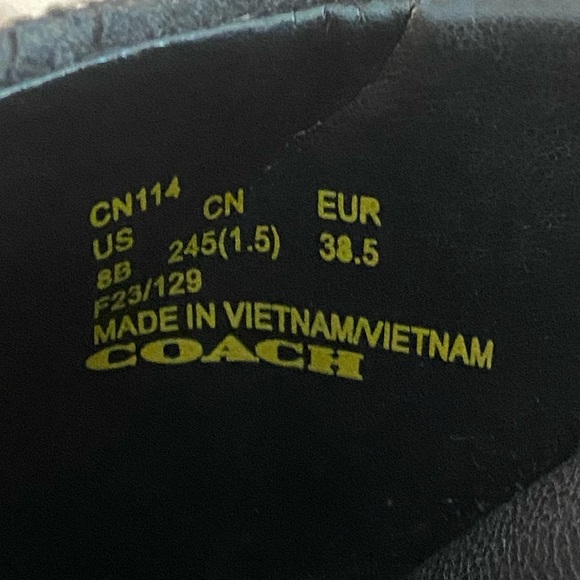 CN114 CN EUR
US 245(1.5) 38.5
8B
F23/129
MADE IN VIETNAM/VIETNAM
COACH